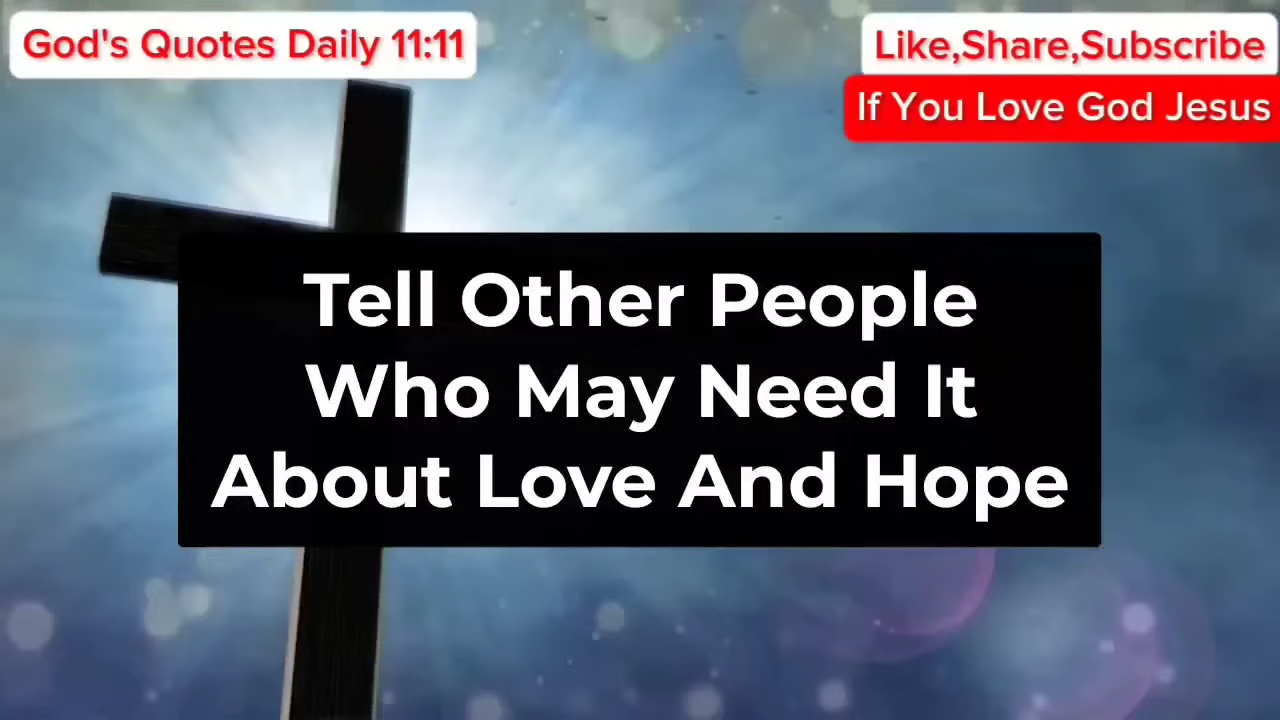 God's Quotes Daily 11:11
Like,Share,Subscribe
If You Love God Jesus
Tell Other People
Who May Need It
About Love And Hope